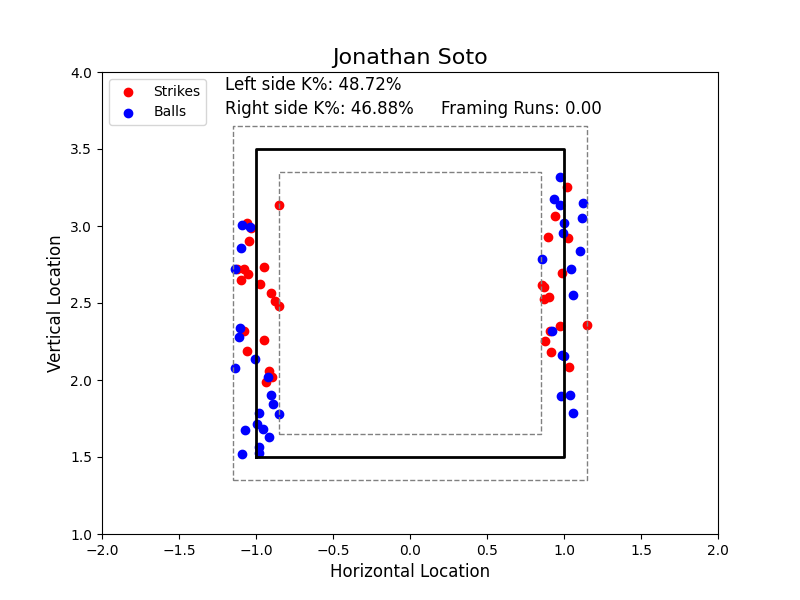 Jonathan Soto
Strikes
Balls
Left side K%: 48.72%
Right side K%: 46.88%
Framing Runs: 0.00
4.0
3.5
3.0
2.5
2.0
1.5
1.0
Vertical Location
−2.0
−1.5
−1.0
−0.5
0.0
0.5
1.0
1.5
2.0
Horizontal Location